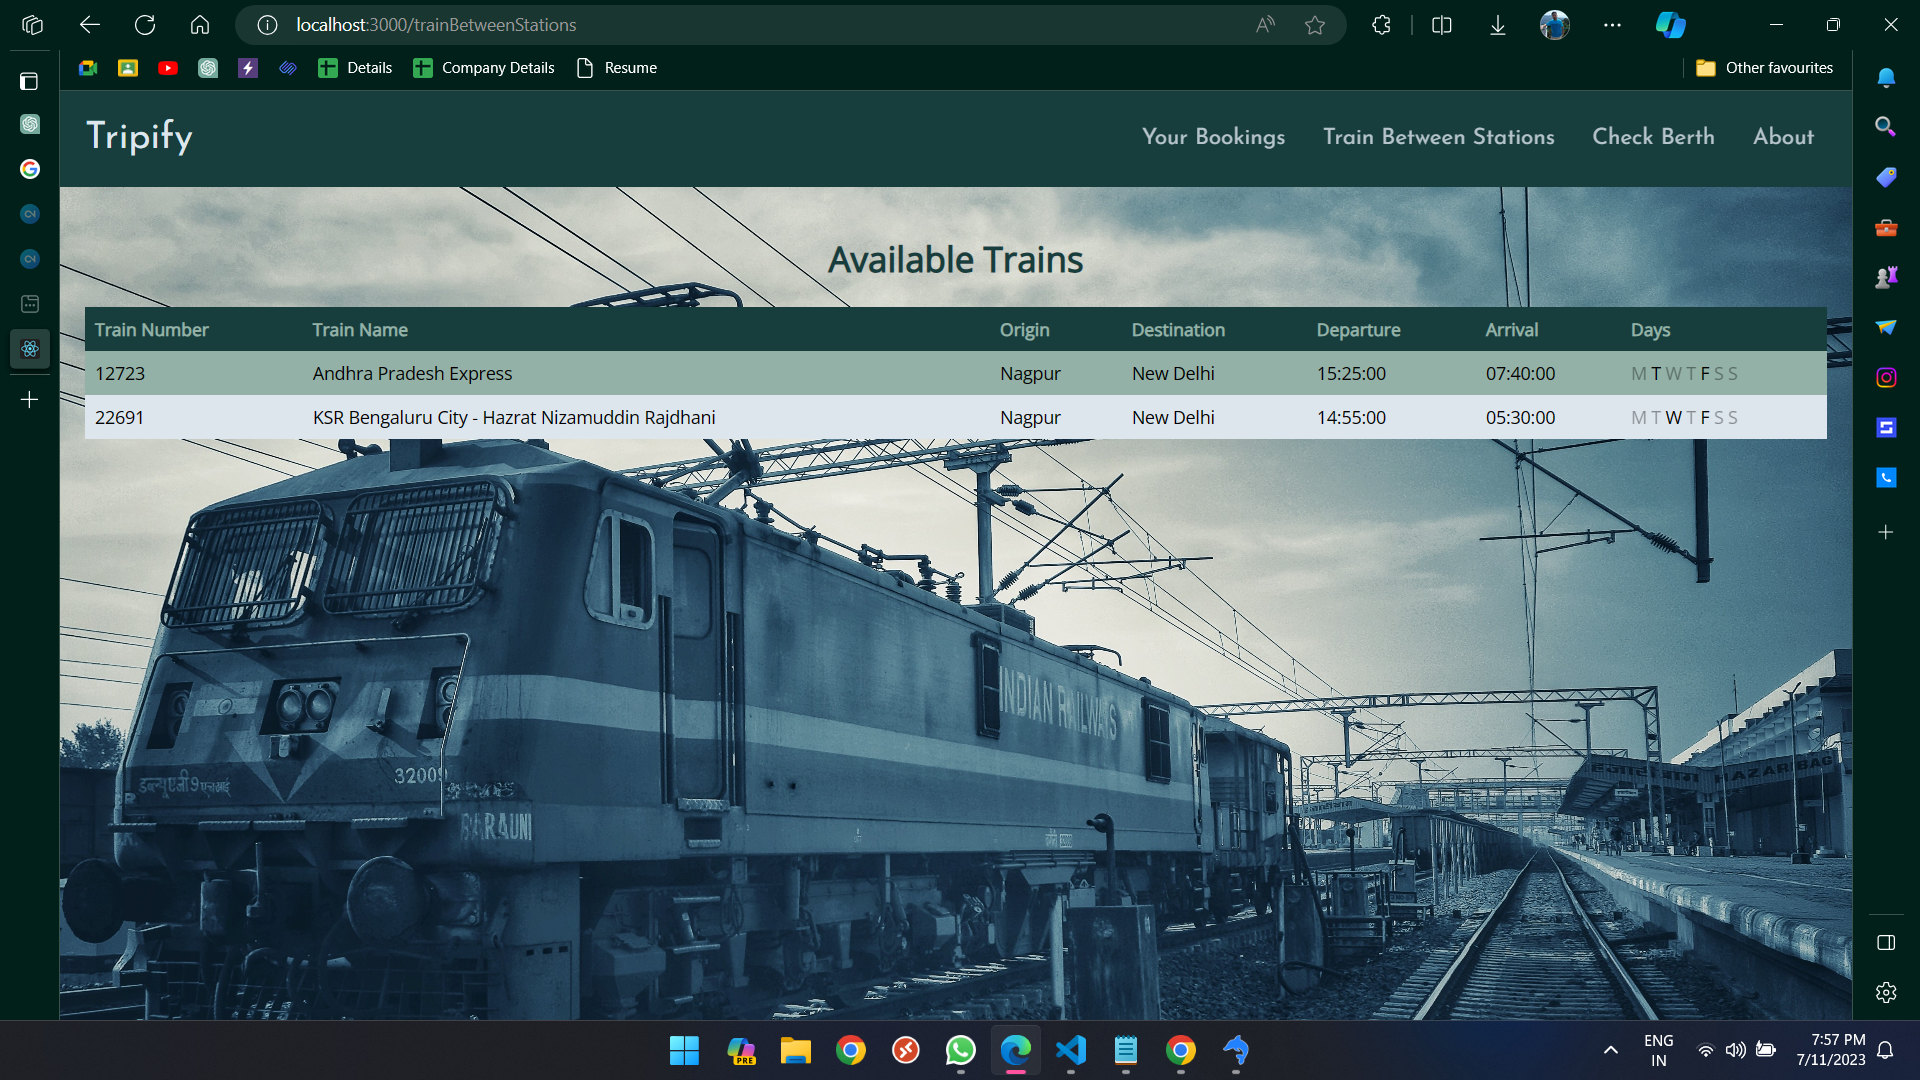 localhost:3000/trainBetweenStations
Details
Company Details
Resume
Other favourites
Tripify
Your Bookings
Train Between Stations
Check Berth
About
Available Trains
Train Number Train Name Origin Destination Departure Arrival Days
12723 Andhra Pradesh Express Nagpur New Delhi 15:25:00 07:40:00 M T W T F S S
22691 KSR Bengaluru City - Hazrat Nizamuddin Rajdhani Nagpur New Delhi 14:55:00 05:30:00 M T W T F S S
INDIAN RAILWAYS
32009
BARAUNI
HAZARIBAG
PRE
ENG
IN
7:57 PM
7/11/2023